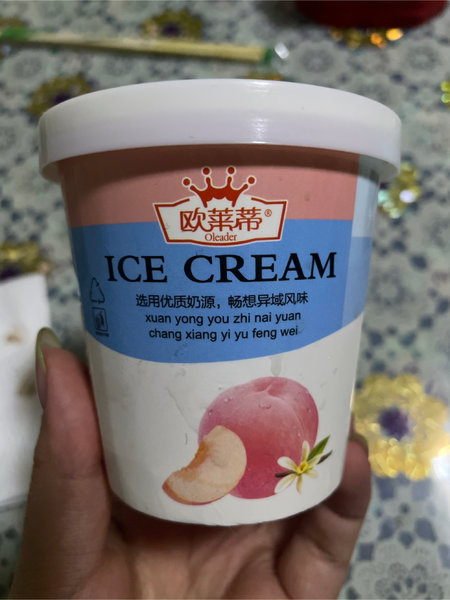 欧莱蒂®
Oleader
ICE CREAM
选用优质奶源，畅想异域风味
xuan yong you zhi nai yuan
chang xiang yi yu feng wei